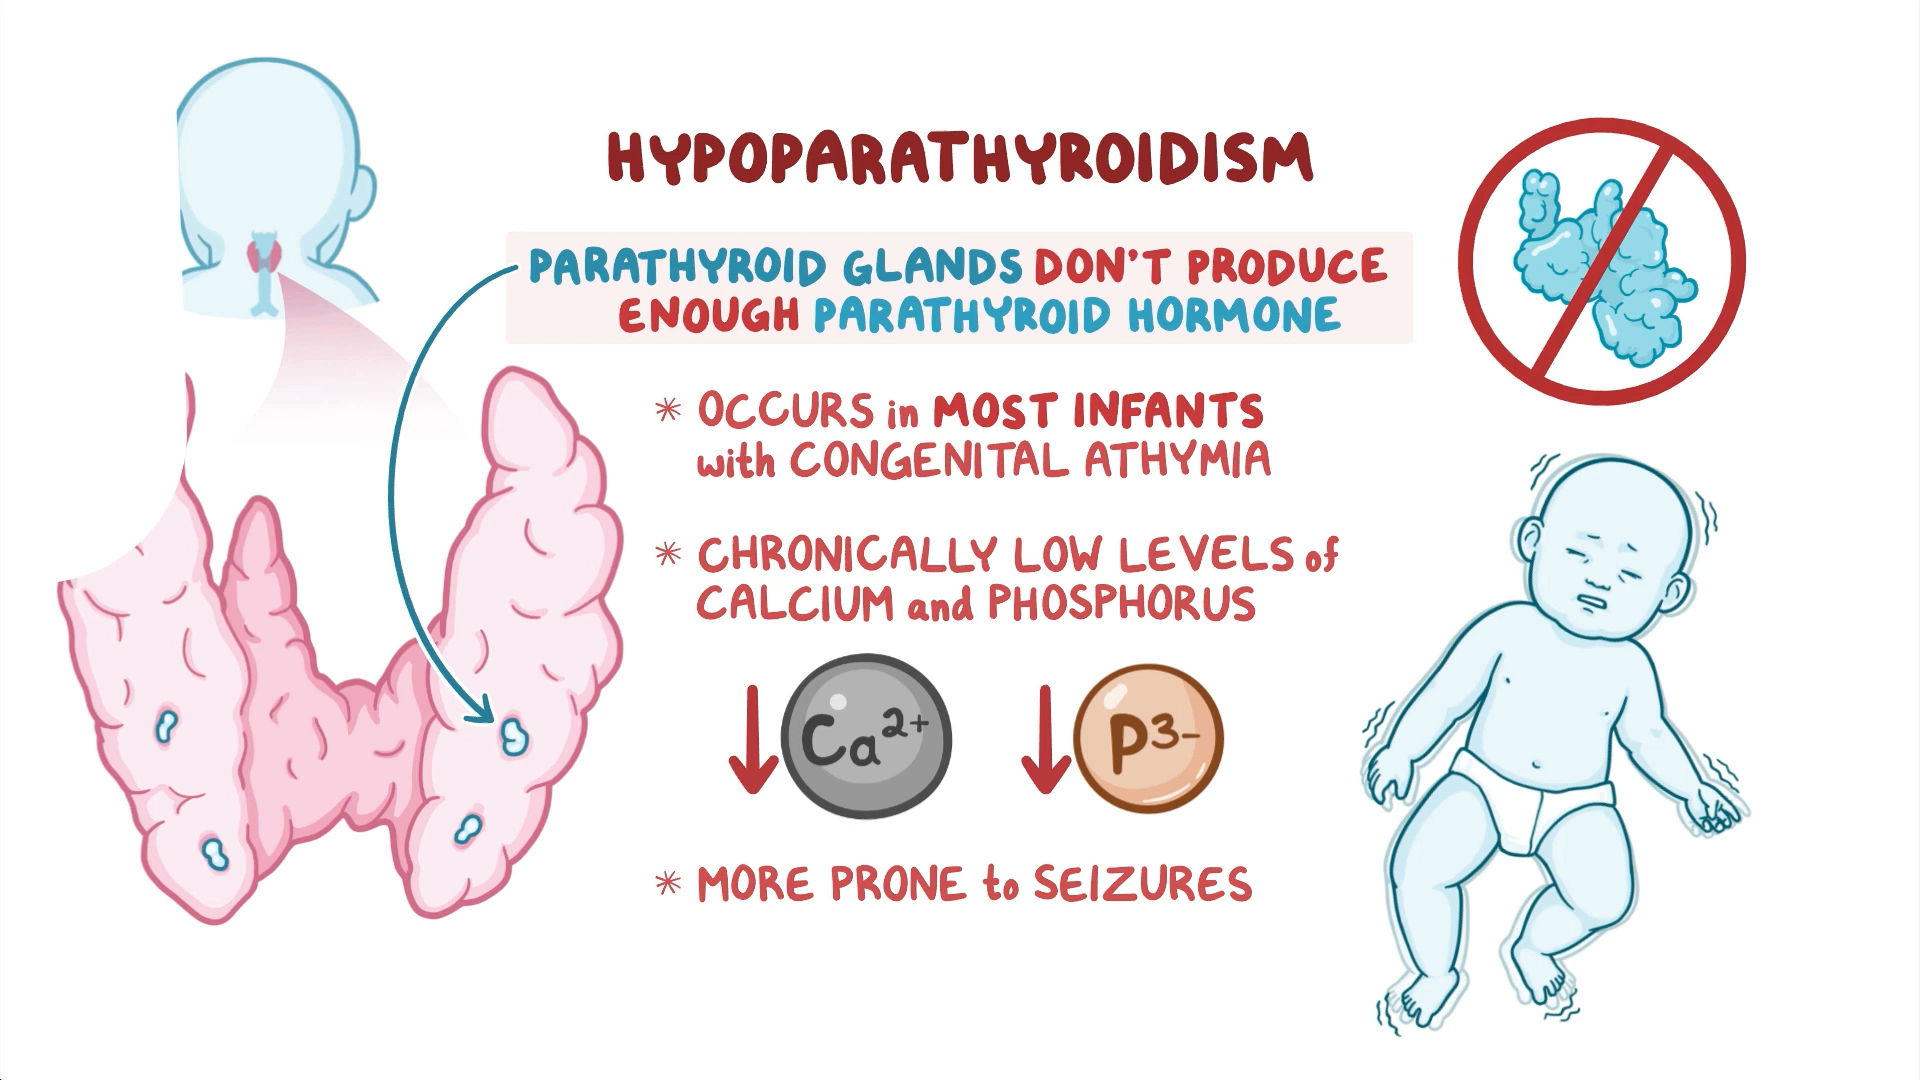 HYPOPARATHYROIDISM
PARATHYROID GLANDS DON'T PRODUCE
ENOUGH PARATHYROID HORMONE
* OCCURS in MOST INFANTS
with CONGENITAL ATHYMIA
* CHRONICALLY LOW LEVELS of
CALCIUM and PHOSPHORUS
Ca2+ P3-
* MORE PRONE to SEIZURES